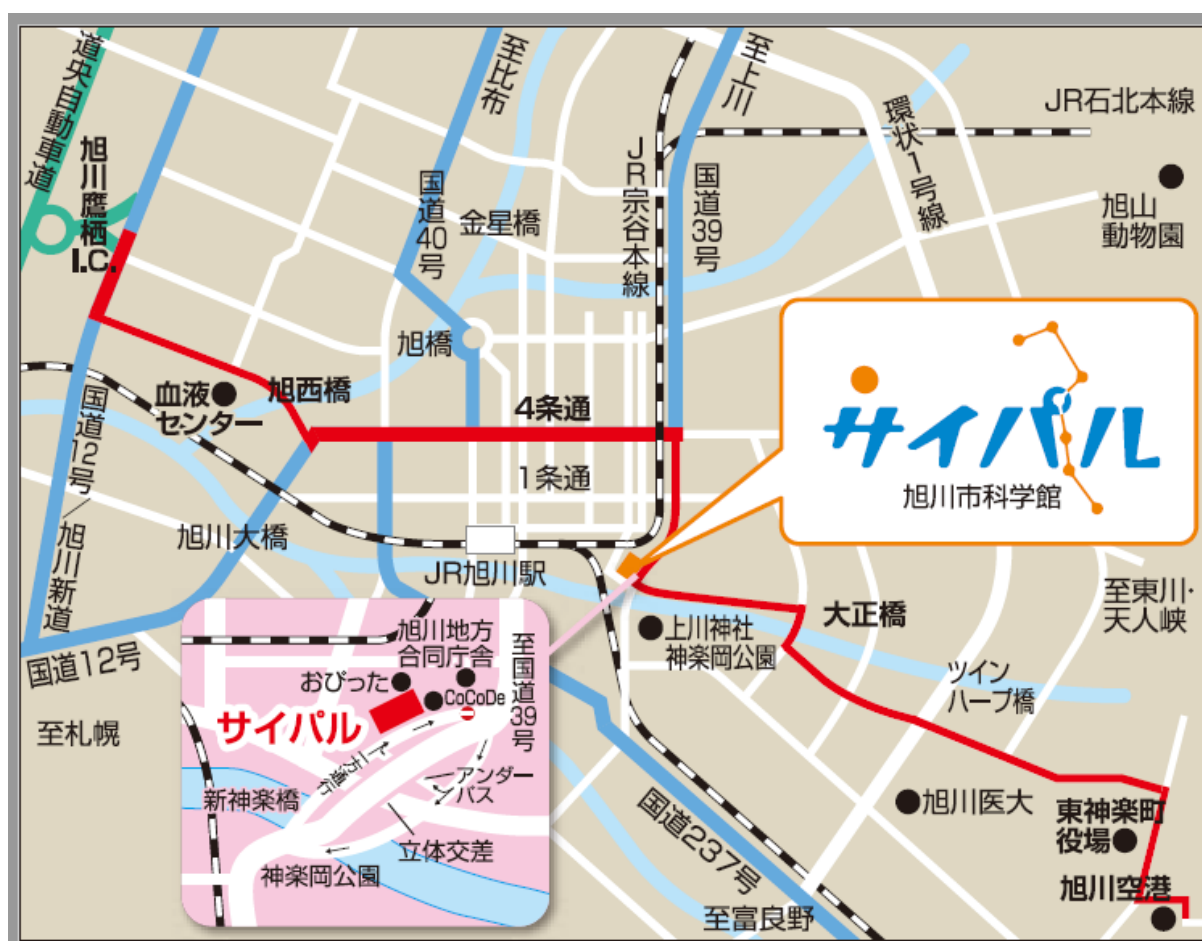 道央自動車道
旭川鷹栖
I.C.
至比布
至上川
JR石北本線
環状1号線
旭山
動物園
国道40号
金星橋
JR宗谷本線
国道39号
旭橋
血液
センター
旭西橋
4条通
1条通
サイパル
旭川市科学館
国道12号/旭川新道
旭川大橋
JR旭川駅
大正橋
至東川・
天人峡
上川神社
神楽岡公園
ツイン
ハープ橋
国道12号
至札幌
旭川地方
合同庁舎
至国道39号
おぴった
CoCoDe
サイパル
一方通行
アンダー
パス
新神楽橋
立体交差
神楽岡公園
国道237号
至富良野
旭川医大
東神楽町
役場
旭川空港